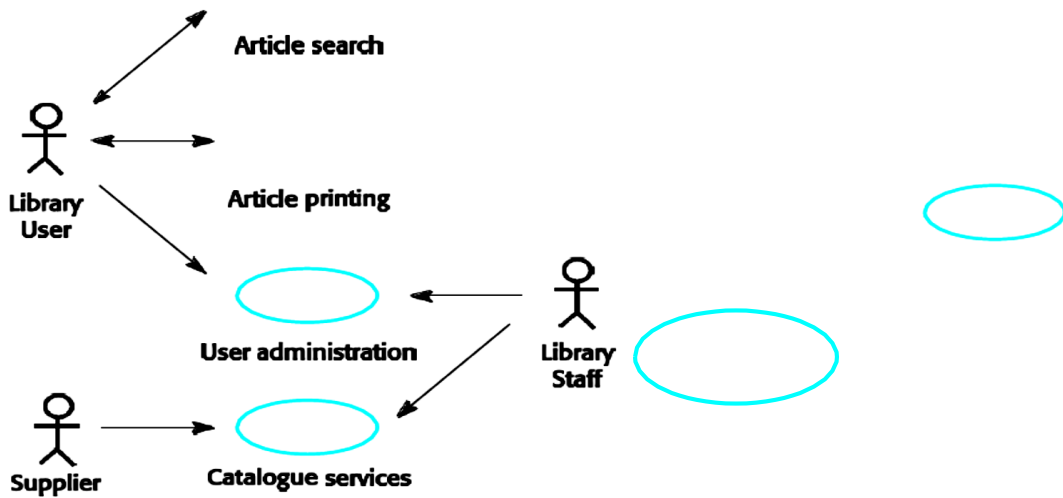 Article search
Library
User
Article printing
User administration
Library
Staff
Supplier
Catalogue services